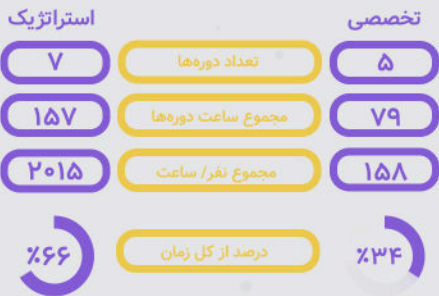 تخصصی استراتژیک
۵ تعداد دوره‌ها ۷
۷۹ مجموع ساعت دوره‌ها ۱۵۷
۱۵۸ مجموع نفر/ ساعت ۲۰۱۵
٪۳۴ درصد از کل زمان ٪۶۶